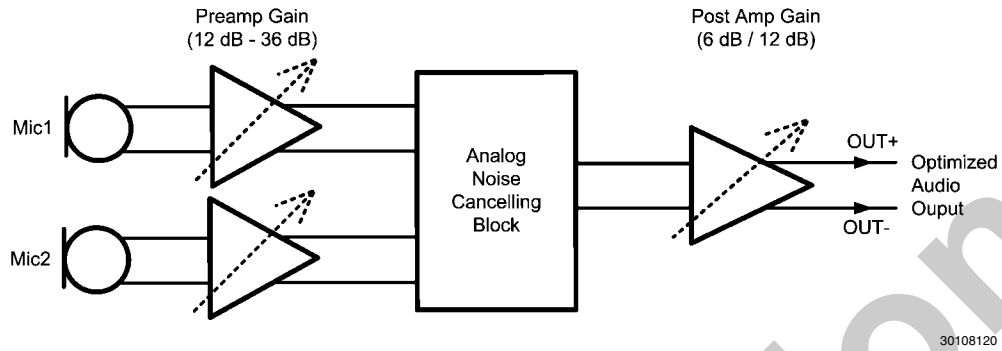 Preamp Gain
(12 dB - 36 dB)
Post Amp Gain
(6 dB / 12 dB)
Mic1
Mic2
Analog
Noise
Cancelling
Block
OUT+
OUT-
Optimized
Audio
Ouput
30108120